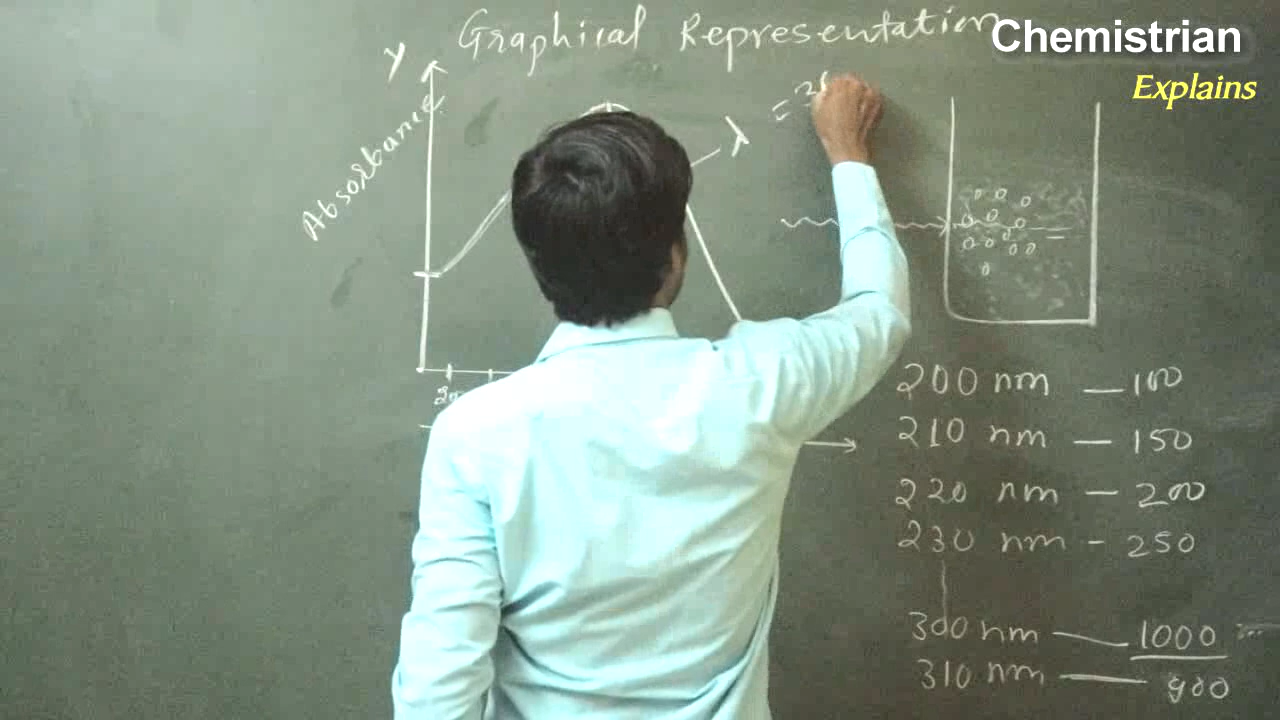 Graphical Representation
Chemistrian
Explains
y
Absorbance
λ
200 nm — 100
210 nm — 150
220 nm — 200
230 nm - 250
300 nm — 1000
310 nm — 900